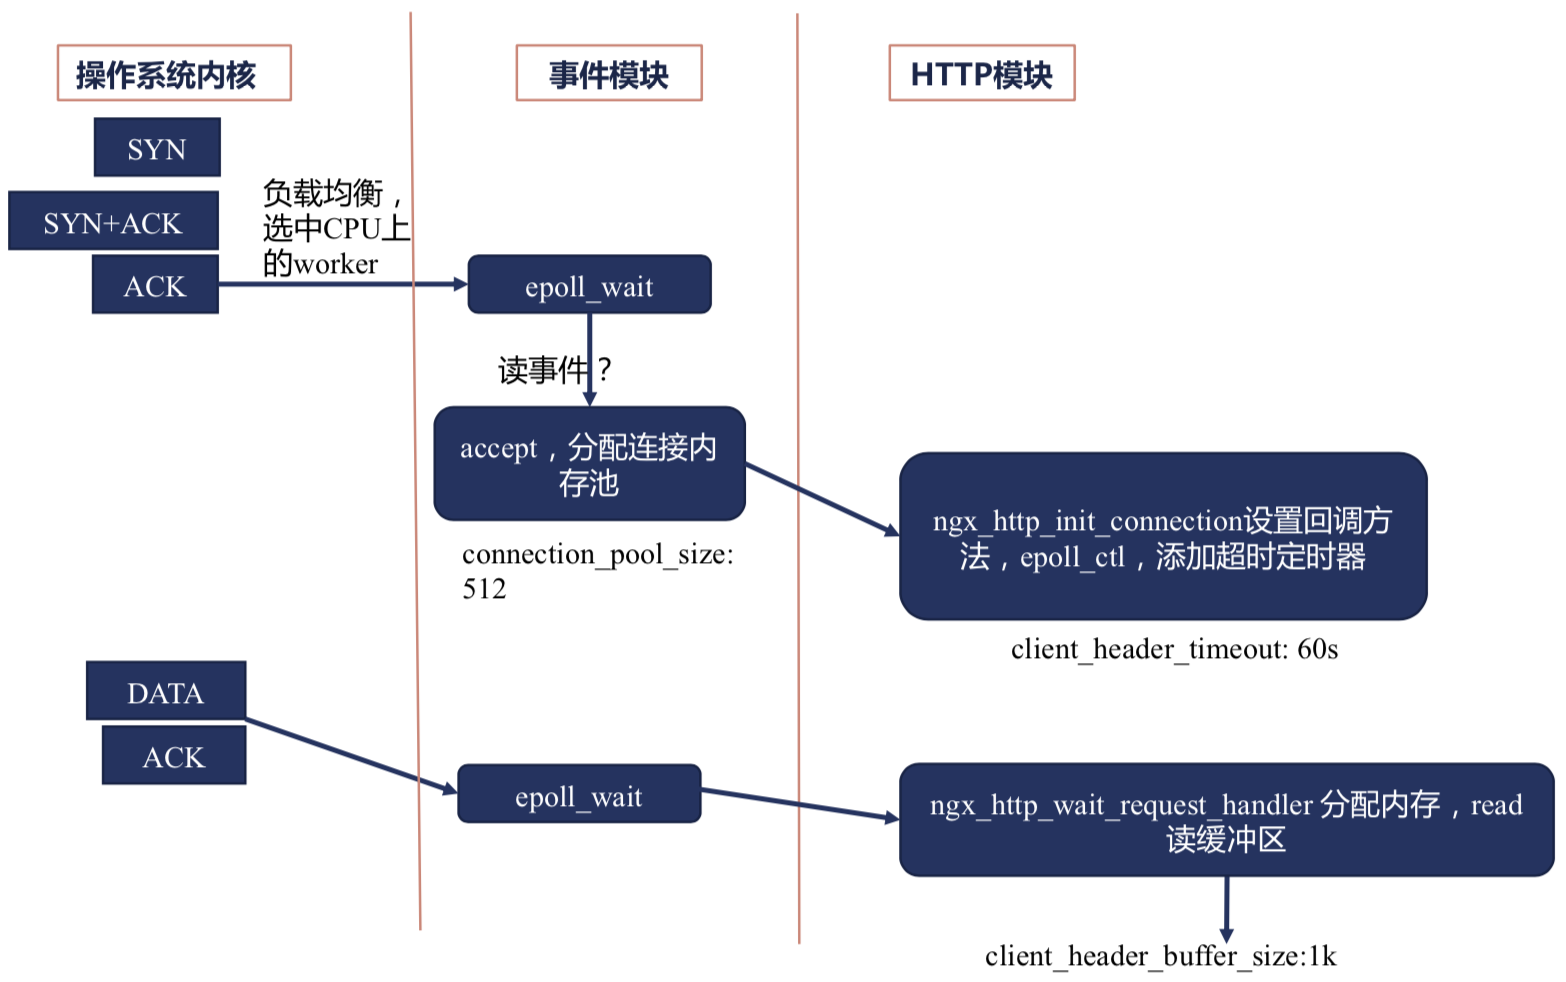 操作系统内核
事件模块
HTTP模块
SYN
SYN+ACK
ACK
负载均衡，
选中CPU上
的worker
epoll_wait
读事件？
accept，分配连接内
存池
connection_pool_size:
512
ngx_http_init_connection设置回调方
法，epoll_ctl，添加超时定时器
client_header_timeout: 60s
DATA
ACK
epoll_wait
ngx_http_wait_request_handler 分配内存，read
读缓冲区
client_header_buffer_size:1k